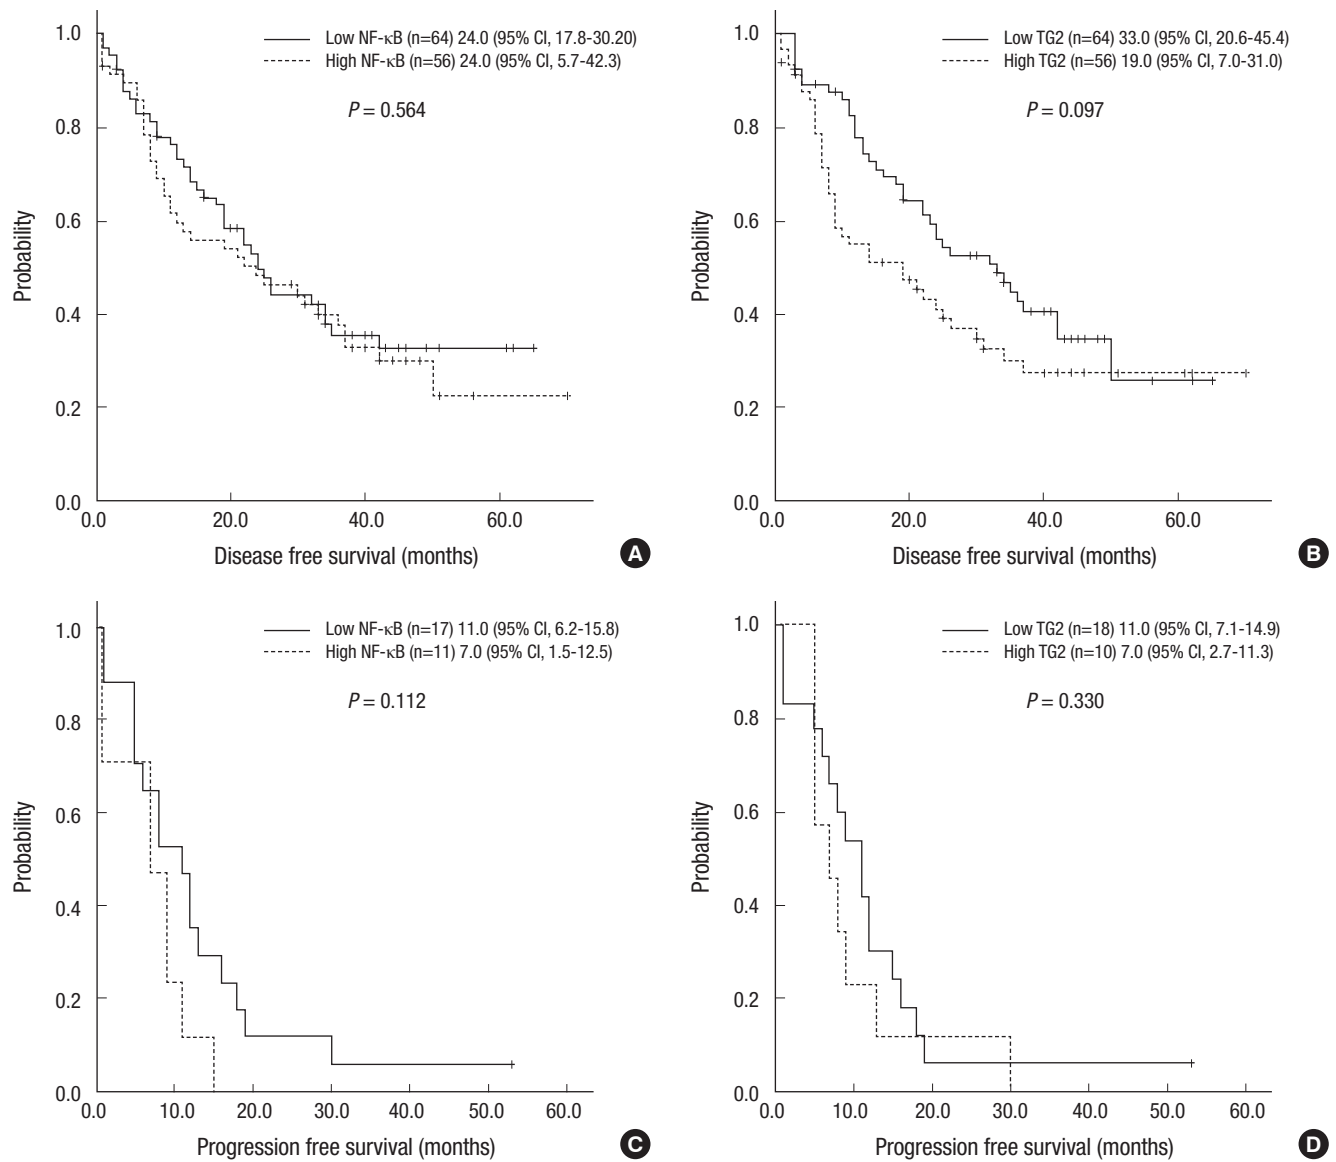 Low NF-κB (n=64) 24.0 (95% CI, 17.8-30.20)
High NF-κB (n=56) 24.0 (95% CI, 5.7-42.3)
P = 0.564
1.0
0.8
0.6
0.4
0.2
0.0
Probability
0.0 20.0 40.0 60.0
Disease free survival (months)
A
Low TG2 (n=64) 33.0 (95% CI, 20.6-45.4)
High TG2 (n=56) 19.0 (95% CI, 7.0-31.0)
P = 0.097
1.0
0.8
0.6
0.4
0.2
0.0
Probability
0.0 20.0 40.0 60.0
Disease free survival (months)
B
Low NF-κB (n=17) 11.0 (95% CI, 6.2-15.8)
High NF-κB (n=11) 7.0 (95% CI, 1.5-12.5)
P = 0.112
1.0
0.8
0.6
0.4
0.2
0.0
Probability
0.0 10.0 20.0 30.0 40.0 50.0 60.0
Progression free survival (months)
C
Low TG2 (n=18) 11.0 (95% CI, 7.1-14.9)
High TG2 (n=10) 7.0 (95% CI, 2.7-11.3)
P = 0.330
1.0
0.8
0.6
0.4
0.2
0.0
Probability
0.0 10.0 20.0 30.0 40.0 50.0 60.0
Progression free survival (months)
D